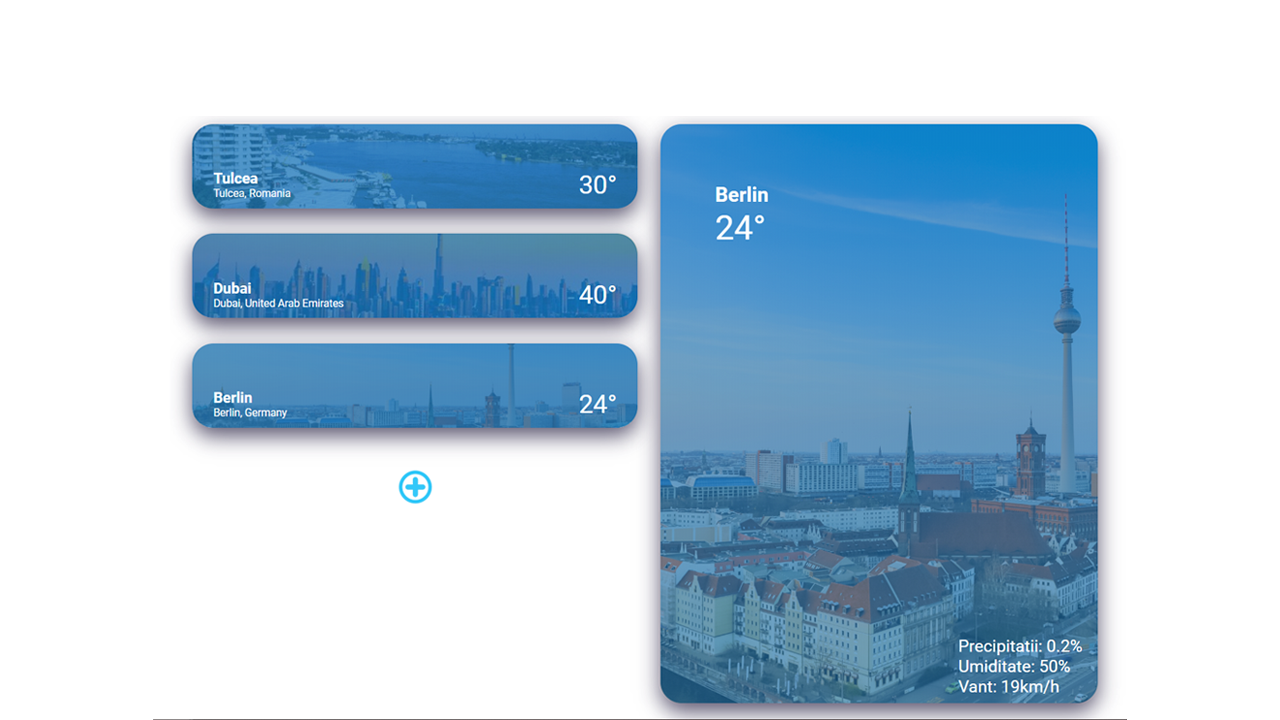 Tulcea
Tulcea, Romania
30°
Dubai
Dubai, United Arab Emirates
40°
Berlin
Berlin, Germany
24°
Berlin
24°
Precipitatii: 0.2%
Umiditate: 50%
Vant: 19km/h